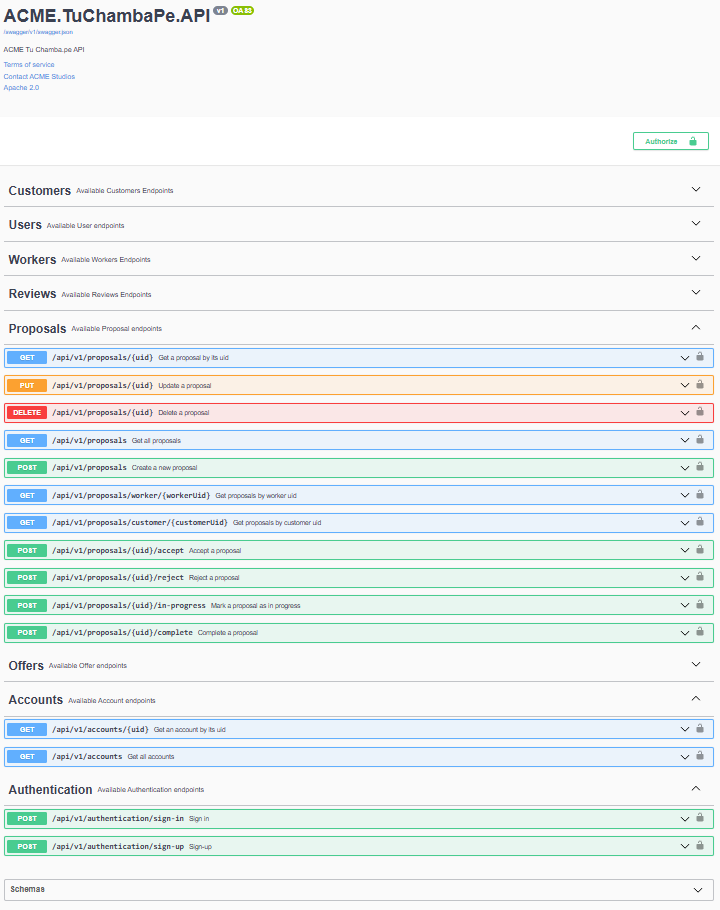 ACME.TuChambaPe.API v1 OA83
/swagger/v1/swagger.json
ACME Tu Chamba.pe API
Terms of service
Contact ACME Studios
Apache 2.0
Authorize
Customers Available Customers Endpoints
Users Available User endpoints
Workers Available Workers Endpoints
Reviews Available Reviews Endpoints
Proposals Available Proposal endpoints
GET /api/v1/proposals/{uid} Get a proposal by its uid
PUT /api/v1/proposals/{uid} Update a proposal
DELETE /api/v1/proposals/{uid} Delete a proposal
GET /api/v1/proposals Get all proposals
POST /api/v1/proposals Create a new proposal
GET /api/v1/proposals/worker/{workerUid} Get proposals by worker uid
GET /api/v1/proposals/customer/{customerUid} Get proposals by customer uid
POST /api/v1/proposals/{uid}/accept Accept a proposal
POST /api/v1/proposals/{uid}/reject Reject a proposal
POST /api/v1/proposals/{uid}/in-progress Mark a proposal as in progress
POST /api/v1/proposals/{uid}/complete Complete a proposal
Offers Available Offer endpoints
Accounts Available Account endpoints
GET /api/v1/accounts/{uid} Get an account by its uid
GET /api/v1/accounts Get all accounts
Authentication Available Authentication endpoints
POST /api/v1/authentication/sign-in Sign in
POST /api/v1/authentication/sign-up Sign-up
Schemas